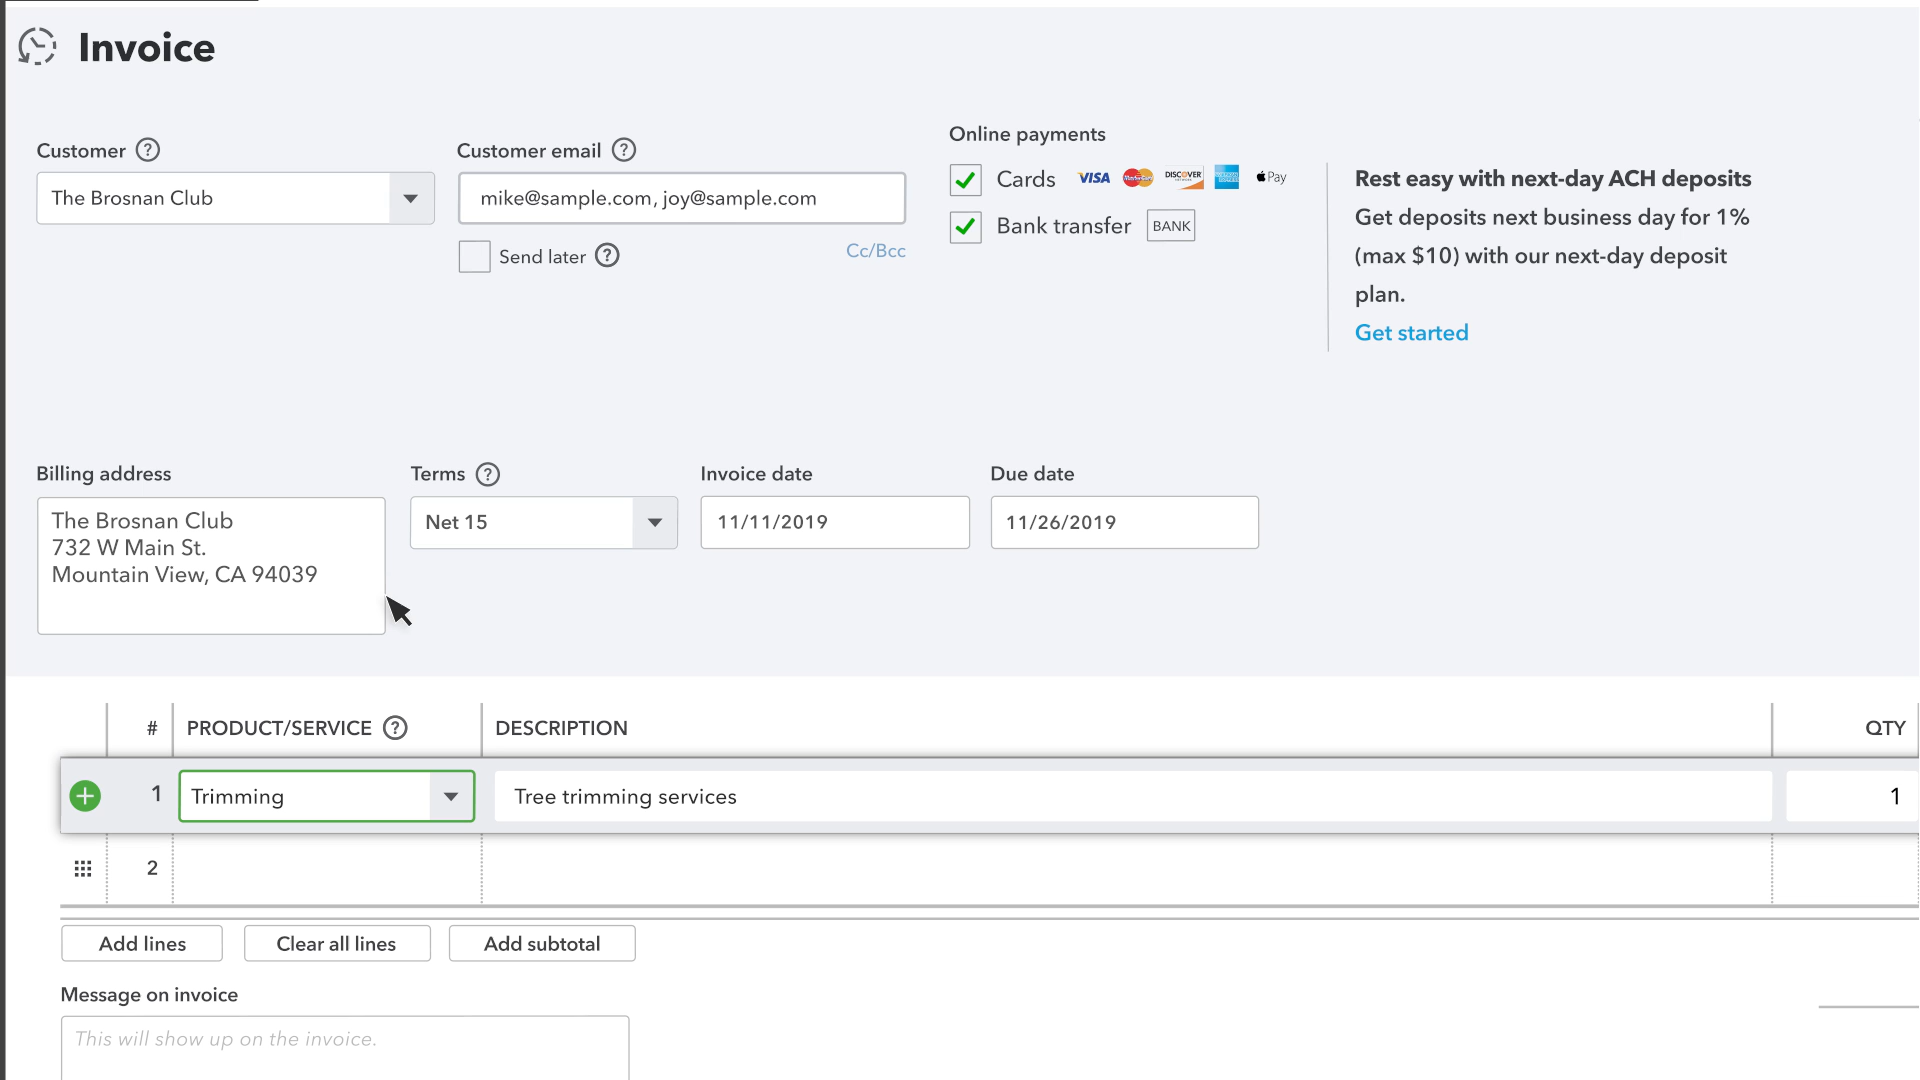 Invoice
Customer ?
The Brosnan Club
Customer email ?
mike@sample.com, joy@sample.com
Send later ?
Cc/Bcc
Online payments
Cards VISA MasterCard DISCOVER Pay
Bank transfer BANK
Rest easy with next-day ACH deposits
Get deposits next business day for 1%
(max $10) with our next-day deposit
plan.
Get started
Billing address
The Brosnan Club
732 W Main St.
Mountain View, CA 94039
Terms ?
Net 15
Invoice date
11/11/2019
Due date
11/26/2019
# PRODUCT/SERVICE ? DESCRIPTION QTY
1 Trimming Tree trimming services 1
2
Add lines Clear all lines Add subtotal
Message on invoice
This will show up on the invoice.